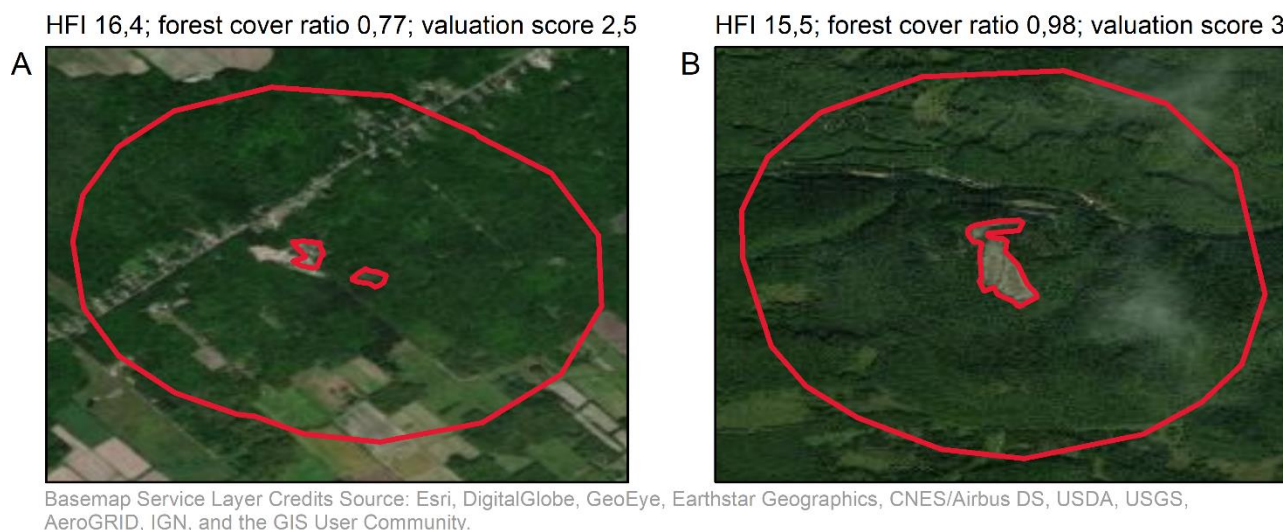 HFI 16,4; forest cover ratio 0,77; valuation score 2,5
HFI 15,5; forest cover ratio 0,98; valuation score 3
A
B
Basemap Service Layer Credits Source: Esri, DigitalGlobe, GeoEye, Earthstar Geographics, CNES/Airbus DS, USDA, USGS,
AeroGRID, IGN, and the GIS User Community.